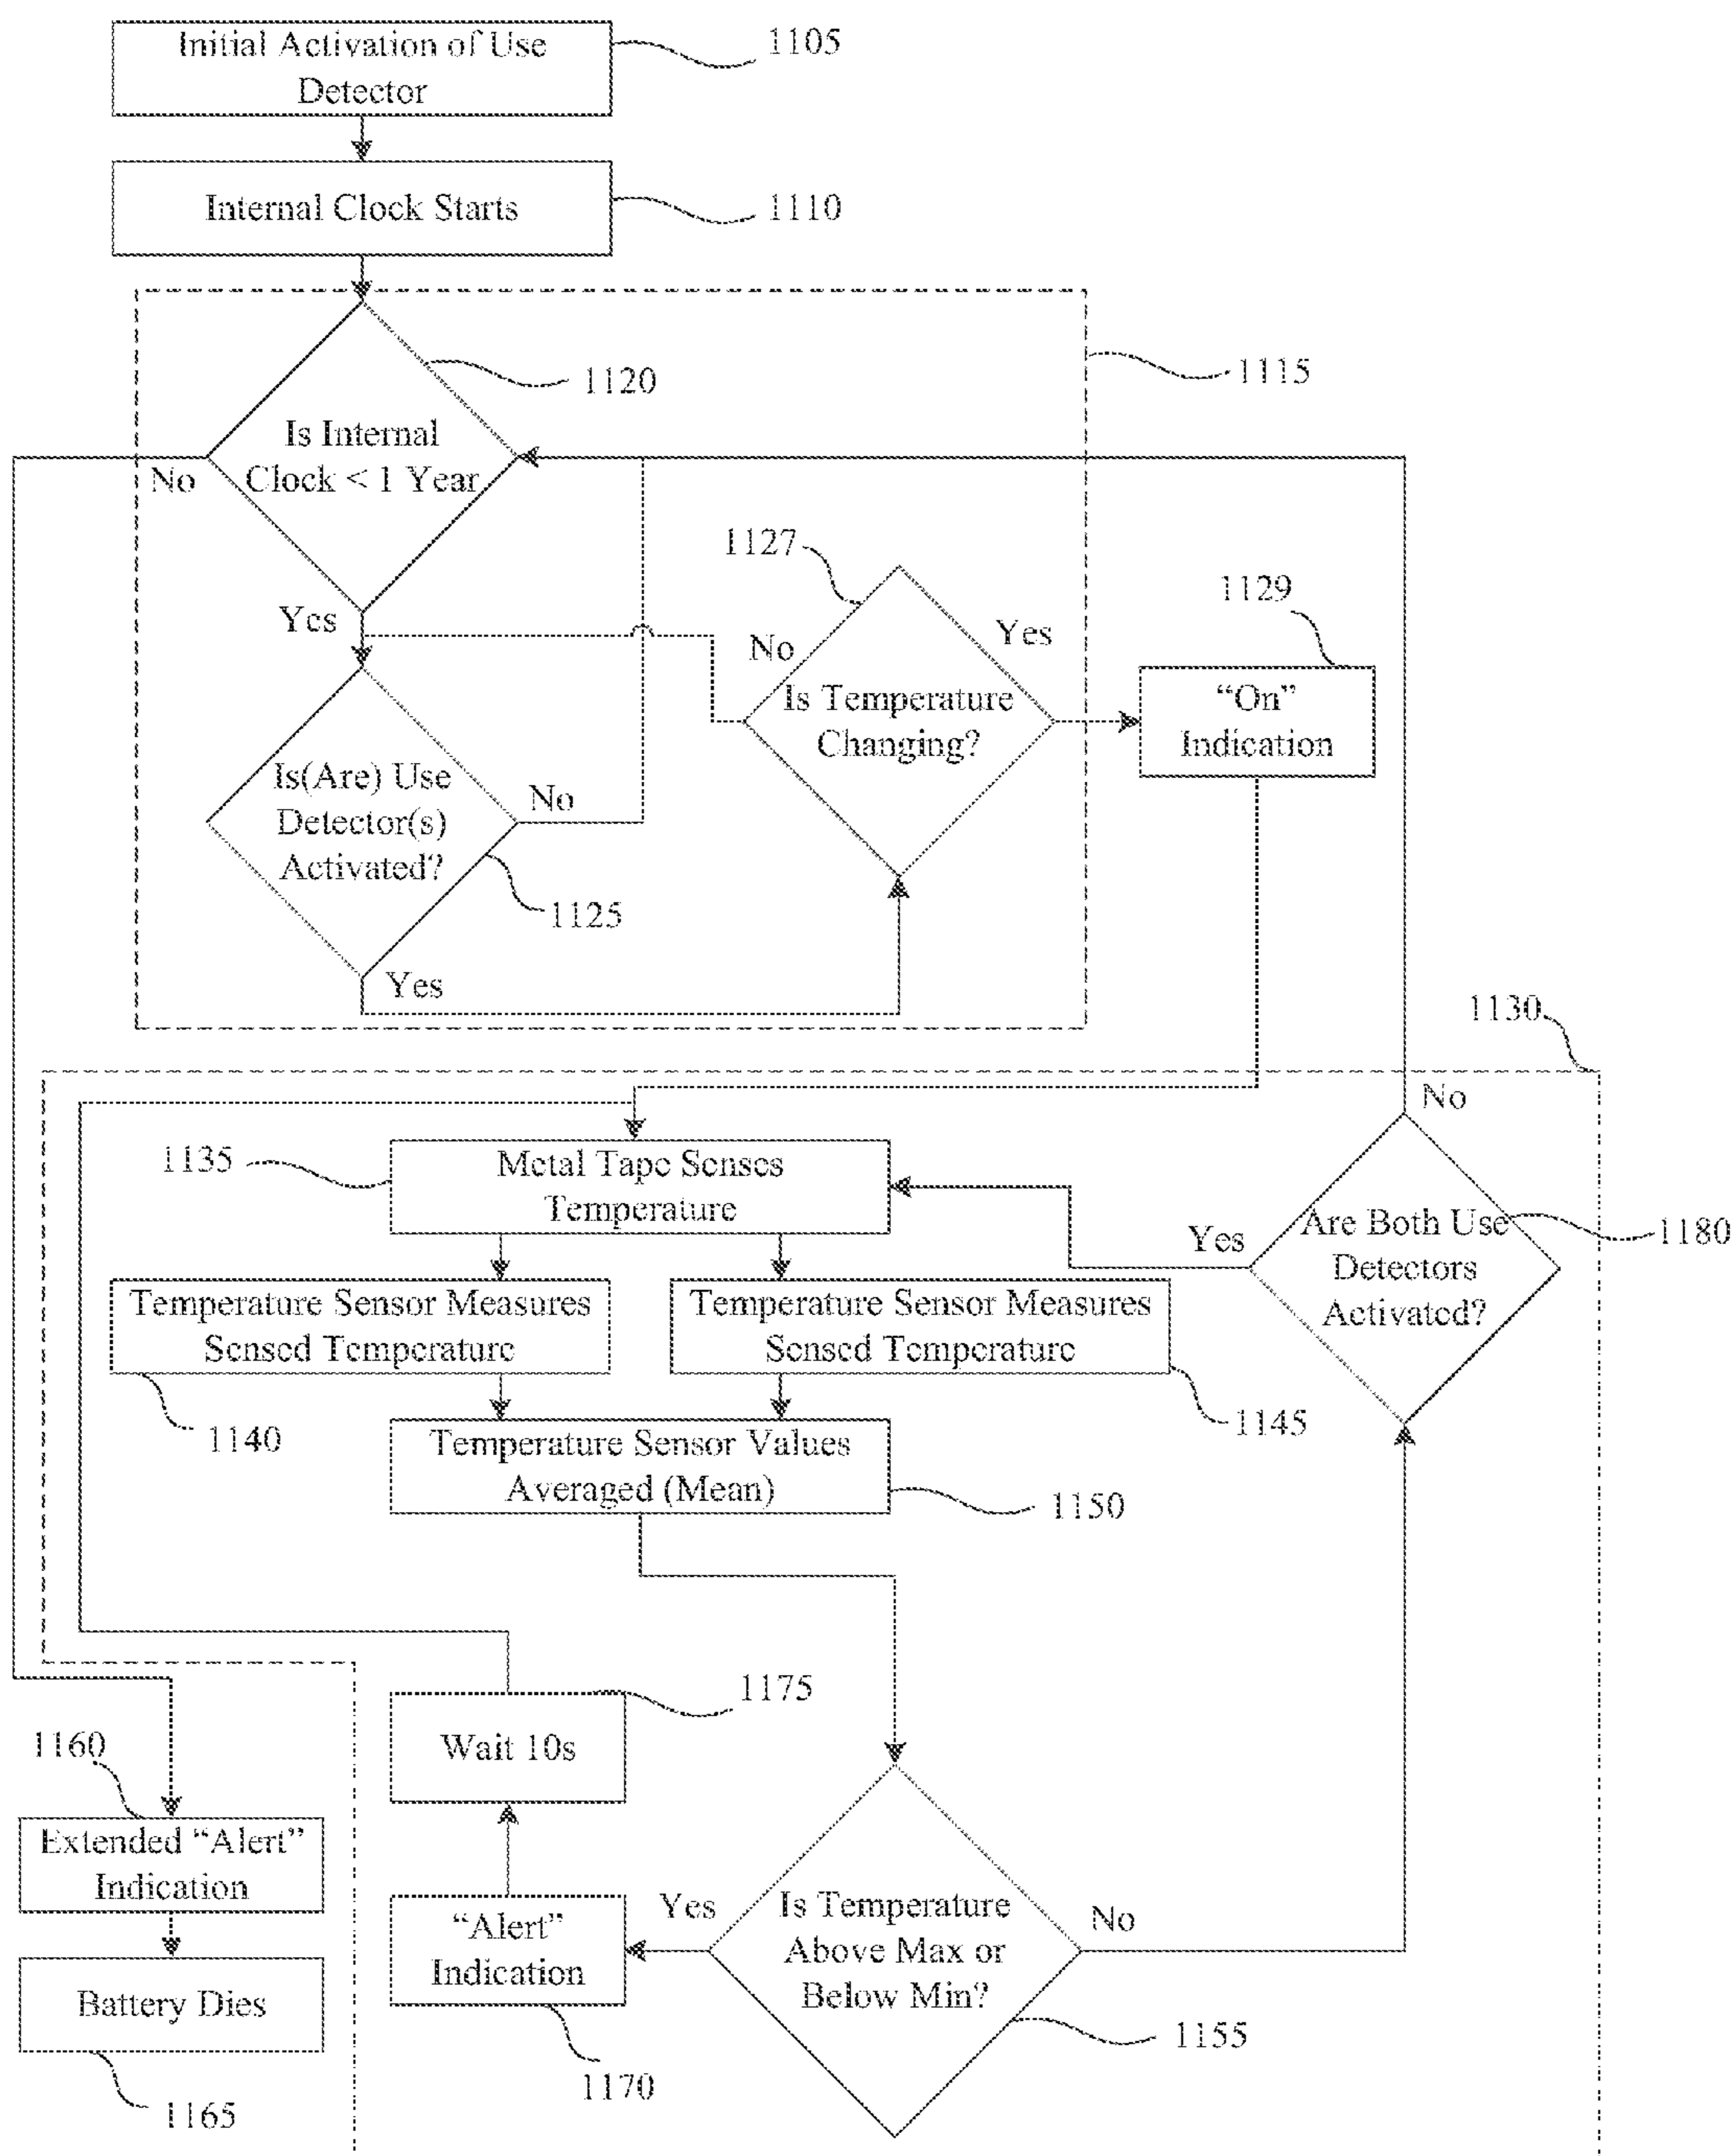 Initial Activation of Use
Detector
1105
Internal Clock Starts
1110
1115
1120
Is Internal
Clock < 1 Year
No
Yes
1127
No
Yes
Is Temperature
Changing?
1129
"On"
Indication
Is(Are) Use
Detector(s)
Activated?
No
1125
Yes
1130
No
1135
Metal Tape Senses
Temperature
Yes
Are Both Use
Detectors
Activated?
1180
Temperature Sensor Measures
Sensed Temperature
Temperature Sensor Measures
Sensed Temperature
1140
1145
Temperature Sensor Values
Averaged (Mean)
1150
1175
Wait 10s
1160
Extended "Alert"
Indication
Battery Dies
1165
"Alert"
Indication
1170
Yes
Is Temperature
Above Max or
Below Min?
No
1155